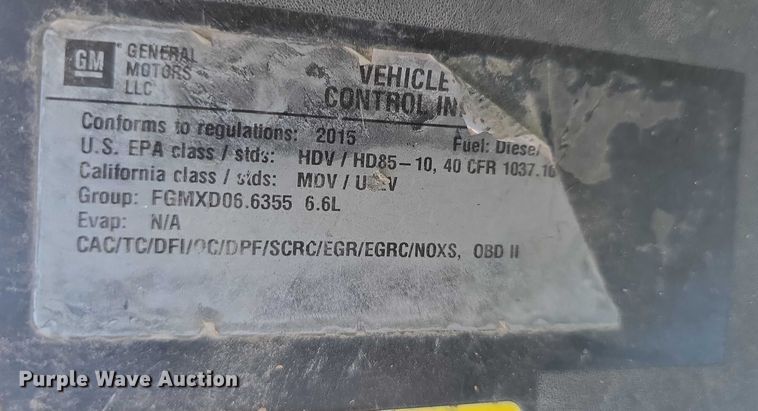 GM GENERAL MOTORS LLC
VEHICLE
CONTROL IN
Conforms to regulations: 2015 Fuel: Diesel
U.S. EPA class / stds: HDV / HD85-10, 40 CFR 1037.10
California class / stds: MDV / U
Group: FGMXD06.6355 6.6L
Evap: N/A
CAC/TC/DFI/OC/DPF/SCRC/EGR/EGRC/NOXS, OBD II
Purple Wave Auction